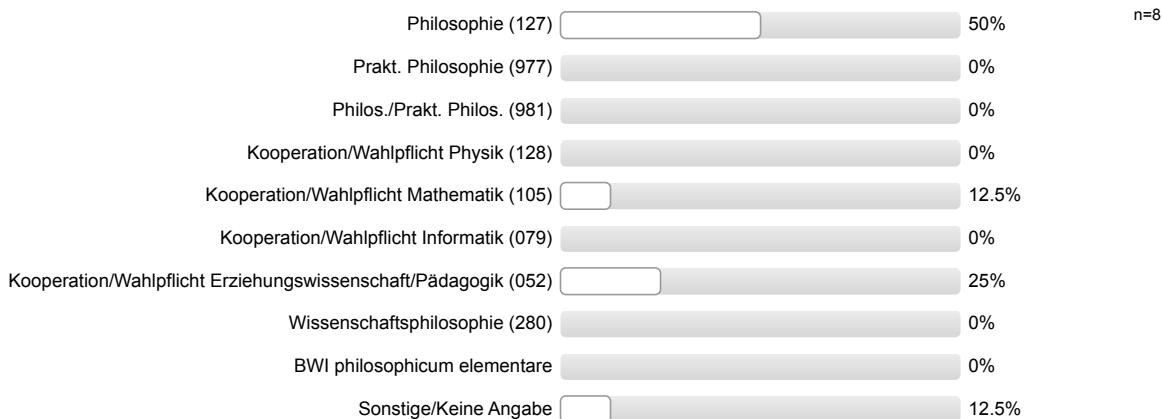 Philosophie (127) 50% n=8
Prakt. Philosophie (977) 0%
Philos./Prakt. Philos. (981) 0%
Kooperation/Wahlpflicht Physik (128) 0%
Kooperation/Wahlpflicht Mathematik (105) 12.5%
Kooperation/Wahlpflicht Informatik (079) 0%
Kooperation/Wahlpflicht Erziehungswissenschaft/Pädagogik (052) 25%
Wissenschaftsphilosophie (280) 0%
BWI philosophicum elementare 0%
Sonstige/Keine Angabe 12.5%